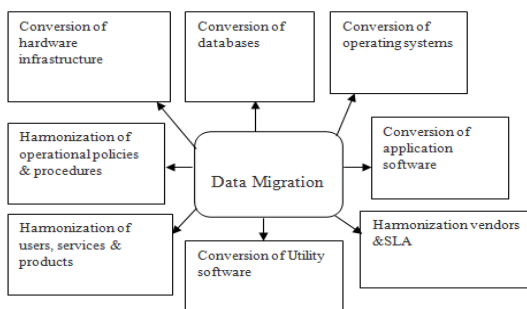 Conversion of
hardware
infrastructure
Conversion of
databases
Conversion of
operating systems
Harmonization of
operational policies
& procedures
Data Migration
Conversion of
application
software
Harmonization of
users, services &
products
Conversion of Utility
software
Harmonization vendors
&SLA